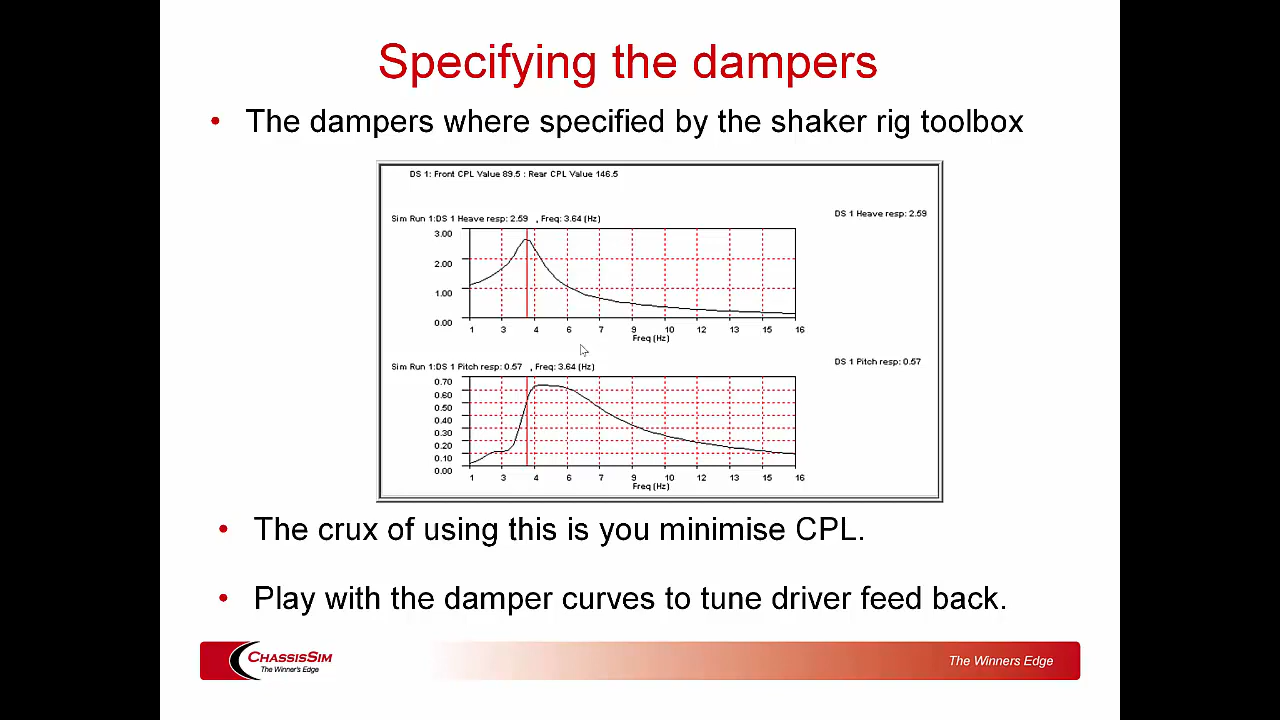 Specifying the dampers
• The dampers where specified by the shaker rig toolbox
DS 1: Front CPL Value 89.5 : Rear CPL Value 146.5
Sim Run 1:DS 1 Heave resp: 2.59 , Freq: 3.64 (Hz)
DS 1 Heave resp: 2.59
3.00
2.00
1.00
0.00
1 3 4 6 7 9 10 12 13 15 16
Freq (Hz)
Sim Run 1:DS 1 Pitch resp: 0.57 , Freq: 3.64 (Hz)
DS 1 Pitch resp: 0.57
0.70
0.60
0.50
0.40
0.30
0.20
0.10
0.00
1 3 4 6 7 9 10 12 13 15 16
Freq (Hz)
• The crux of using this is you minimise CPL.
• Play with the damper curves to tune driver feed back.
ChassisSim
The Winner's Edge
The Winners Edge